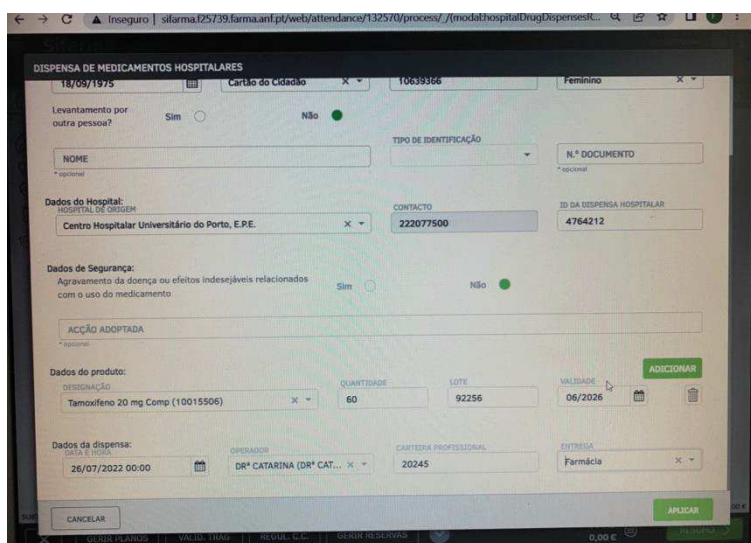 Inseguro | sifarma.f25739.farma.anf.pt/web/attendance/132570/process/_/(modal:hospitalDrugDispensesR...
DISPENSA DE MEDICAMENTOS HOSPITALARES
18/09/1975 Cartão do Cidadão 10639366 Feminino
Levantamento por
outra pessoa?
Sim Não
TIPO DE IDENTIFICAÇÃO
NOME N.º DOCUMENTO
* opcional * opcional
Dados do Hospital:
HOSPITAL DE ORIGEM CONTACTO ID DA DISPENSA HOSPITALAR
Centro Hospitalar Universitário do Porto, E.P.E. 222077500 4764212
Dados de Segurança:
Agravamento da doença ou efeitos indesejáveis relacionados
com o uso do medicamento
Sim Não
ACÇÃO ADOPTADA
* opcional
Dados do produto: ADICIONAR
DESIGNAÇÃO QUANTIDADE LOTE VALIDADE
Tamoxifeno 20 mg Comp (10015506) 60 92256 06/2026
Dados da dispensa:
DATA E HORA OPERADOR CARTEIRA PROFISSIONAL ENTREGA
26/07/2022 00:00 DRª CATARINA (DRª CAT... 20245 Farmácia
CANCELAR APLICAR
GERIR PLANOS VALID. TRAG REGUL. C.C. GERIR RESERVAS 0,00 € RESUMO